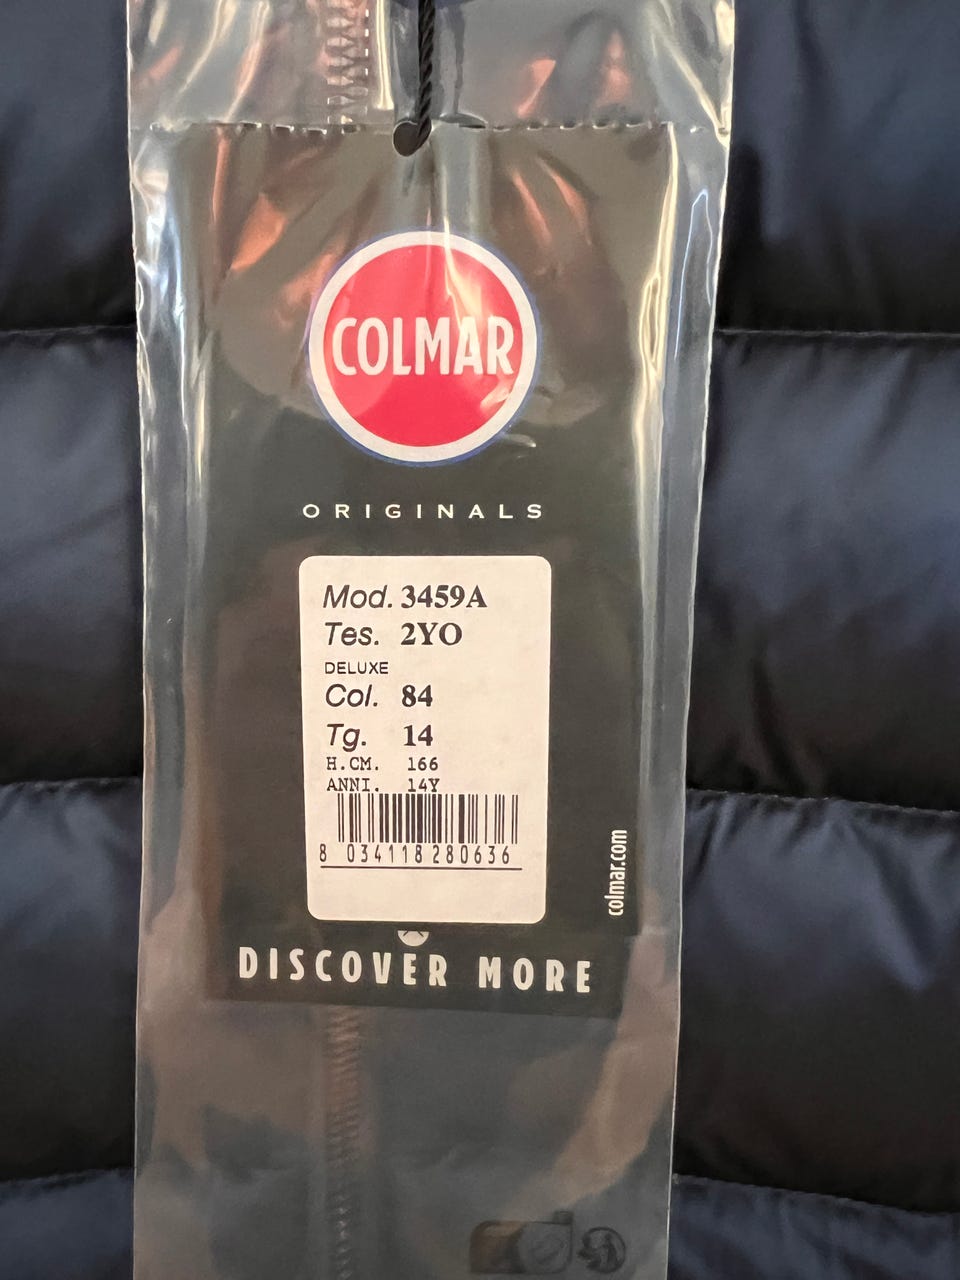 COLMAR
ORIGINALS
Mod. 3459A
Tes. 2YO
DELUXE
Col. 84
Tg. 14
H.CM. 166
ANNI. 14Y
8 034118 280636
colmar.com
DISCOVER MORE